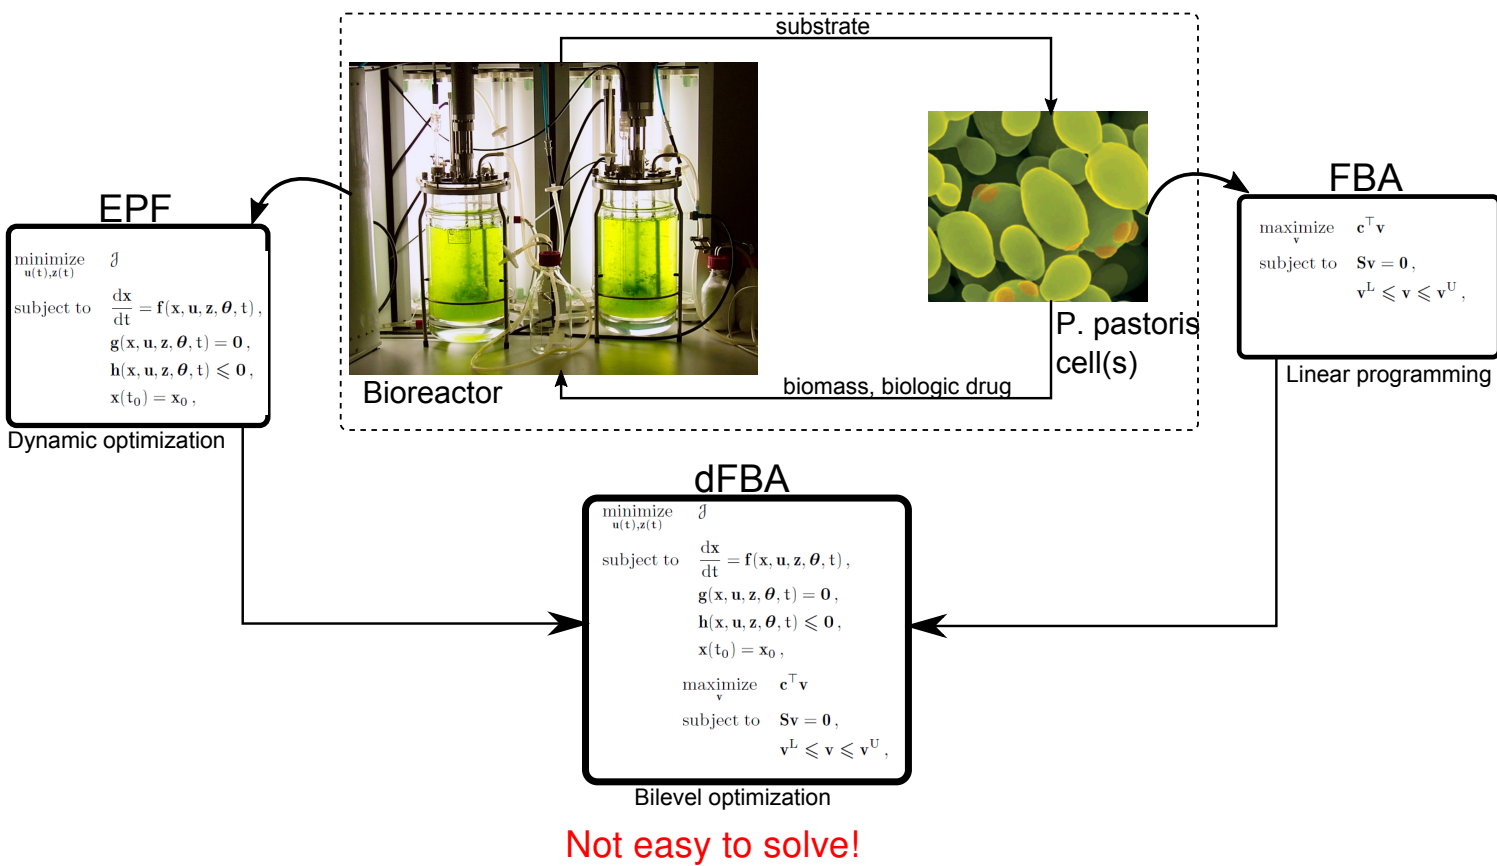 substrate
Bioreactor
P. pastoris
cell(s)
biomass, biologic drug
EPF
minimize 𝒥
u(t),z(t)
subject to dx/dt = f(x, u, z, θ, t) ,
g(x, u, z, θ, t) = 0 ,
h(x, u, z, θ, t) ⩽ 0 ,
x(t₀) = x₀ ,
Dynamic optimization
FBA
maximize c⊤v
v
subject to Sv = 0 ,
vᴸ ⩽ v ⩽ vᵁ ,
Linear programming
dFBA
minimize 𝒥
u(t),z(t)
subject to dx/dt = f(x, u, z, θ, t) ,
g(x, u, z, θ, t) = 0 ,
h(x, u, z, θ, t) ⩽ 0 ,
x(t₀) = x₀ ,
maximize c⊤v
v
subject to Sv = 0 ,
vᴸ ⩽ v ⩽ vᵁ ,
Bilevel optimization
Not easy to solve!